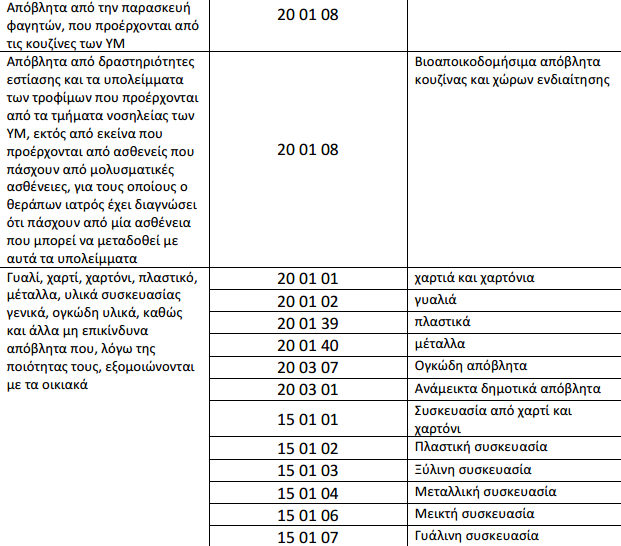 Απόβλητα από την παρασκευή
φαγητών, που προέρχονται από
τις κουζίνες των ΥΜ
20 01 08
Απόβλητα από δραστηριότητες
εστίασης και τα υπολείμματα
των τροφίμων που προέρχονται
από τα τμήματα νοσηλείας των
ΥΜ, εκτός από εκείνα που
προέρχονται από ασθενείς που
πάσχουν από μολυσματικές
ασθένειες, για τους οποίους ο
θεράπων ιατρός έχει διαγνώσει
ότι πάσχουν από μία ασθένεια
που μπορεί να μεταδοθεί με
αυτά τα υπολείμματα
20 01 08
Βιοαποικοδομήσιμα απόβλητα
κουζίνας και χώρων ενδιαίτησης
Γυαλί, χαρτί, χαρτόνι, πλαστικό,
μέταλλα, υλικά συσκευασίας
γενικά, ογκώδη υλικά, καθώς
και άλλα μη επικίνδυνα
απόβλητα που, λόγω της
ποιότητας τους, εξομοιώνονται
με τα οικιακά
20 01 01 χαρτιά και χαρτόνια
20 01 02 γυαλιά
20 01 39 πλαστικά
20 01 40 μέταλλα
20 03 07 Ογκώδη απόβλητα
20 03 01 Ανάμεικτα δημοτικά απόβλητα
15 01 01 Συσκευασία από χαρτί και
χαρτόνι
15 01 02 Πλαστική συσκευασία
15 01 03 Ξύλινη συσκευασία
15 01 04 Μεταλλική συσκευασία
15 01 06 Μεικτή συσκευασία
15 01 07 Γυάλινη συσκευασία